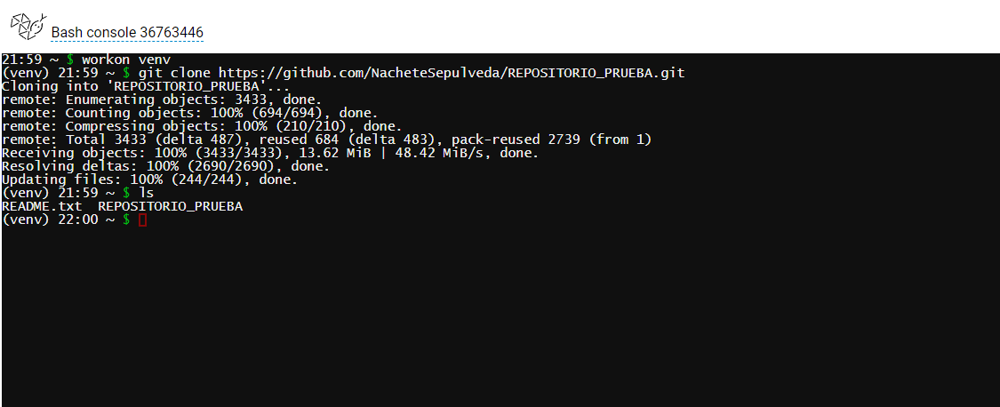 Bash console 36763446
21:59 ~ $ workon venv
(venv) 21:59 ~ $ git clone https://github.com/NacheteSepulveda/REPOSITORIO_PRUEBA.git
Cloning into 'REPOSITORIO_PRUEBA'...
remote: Enumerating objects: 3433, done.
remote: Counting objects: 100% (694/694), done.
remote: Compressing objects: 100% (210/210), done.
remote: Total 3433 (delta 487), reused 684 (delta 483), pack-reused 2739 (from 1)
Receiving objects: 100% (3433/3433), 13.62 MiB | 48.42 MiB/s, done.
Resolving deltas: 100% (2690/2690), done.
Updating files: 100% (244/244), done.
(venv) 21:59 ~ $ ls
README.txt  REPOSITORIO_PRUEBA
(venv) 22:00 ~ $